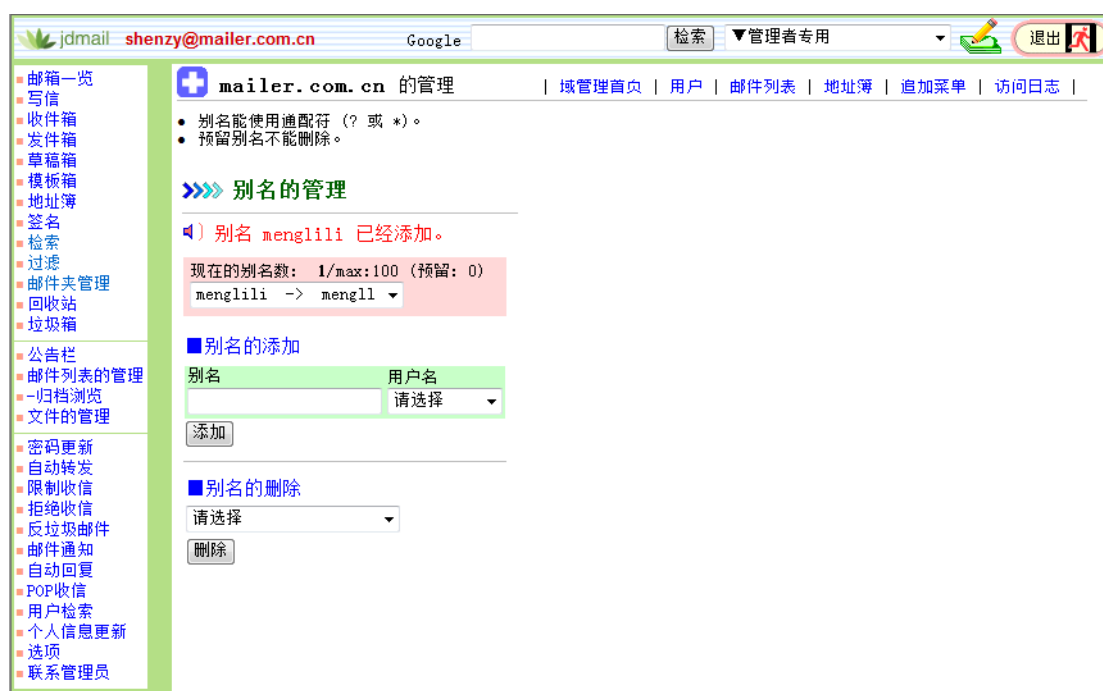 jdmail shenzy@mailer.com.cn Google 检索 ▼管理者专用 退出
邮箱一览
写信
收件箱
发件箱
草稿箱
模板箱
地址簿
签名
检索
过滤
邮件夹管理
回收站
垃圾箱
公告栏
邮件列表的管理
-归档浏览
文件的管理
密码更新
自动转发
限制收信
拒绝收信
反垃圾邮件
邮件通知
自动回复
POP收信
用户检索
个人信息更新
选项
联系管理员
mailer.com.cn 的管理 | 域管理首页 | 用户 | 邮件列表 | 地址簿 | 追加菜单 | 访问日志 |
● 别名能使用通配符 (? 或 *)。
● 预留别名不能删除。
别名的管理
别名 menglili 已经添加。
现在的别名数: 1/max:100 (预留: 0)
menglili -> mengll
■别名的添加
别名 用户名
请选择
添加
■别名的删除
请选择
删除